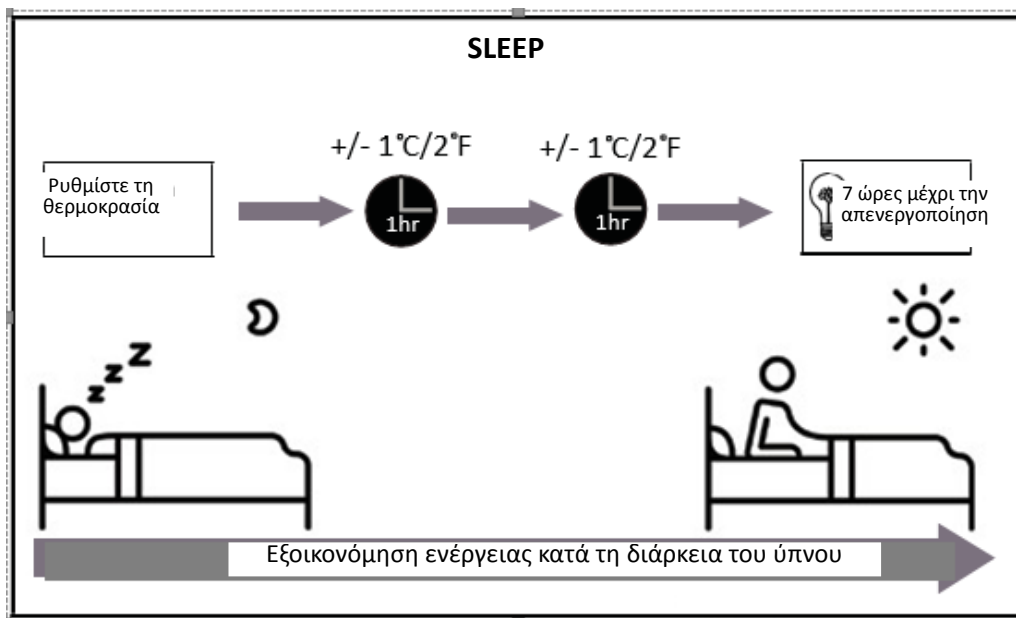 SLEEP
+/- 1°C/2°F
+/- 1°C/2°F
Ρυθμίστε τη
θερμοκρασία
1hr
1hr
7 ώρες μέχρι την
απενεργοποίηση
z z Z
Εξοικονόμηση ενέργειας κατά τη διάρκεια του ύπνου